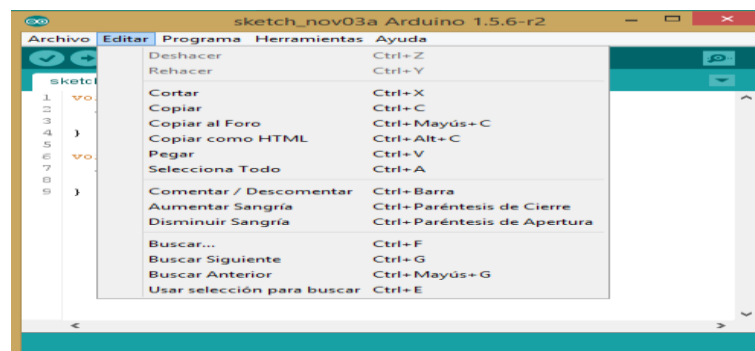 sketch_nov03a Arduino 1.5.6-r2
Archivo Editar Programa Herramientas Ayuda
Deshacer Ctrl+Z
Rehacer Ctrl+Y
Cortar Ctrl+X
Copiar Ctrl+C
Copiar al Foro Ctrl+Mayús+C
Copiar como HTML Ctrl+Alt+C
Pegar Ctrl+V
Selecciona Todo Ctrl+A
Comentar / Descomentar Ctrl+Barra
Aumentar Sangría Ctrl+Paréntesis de Cierre
Disminuir Sangría Ctrl+Paréntesis de Apertura
Buscar... Ctrl+F
Buscar Siguiente Ctrl+G
Buscar Anterior Ctrl+Mayús+G
Usar selección para buscar Ctrl+E
sketc
1 vo
2
3
4 }
5
6 vo
7
8
9 }